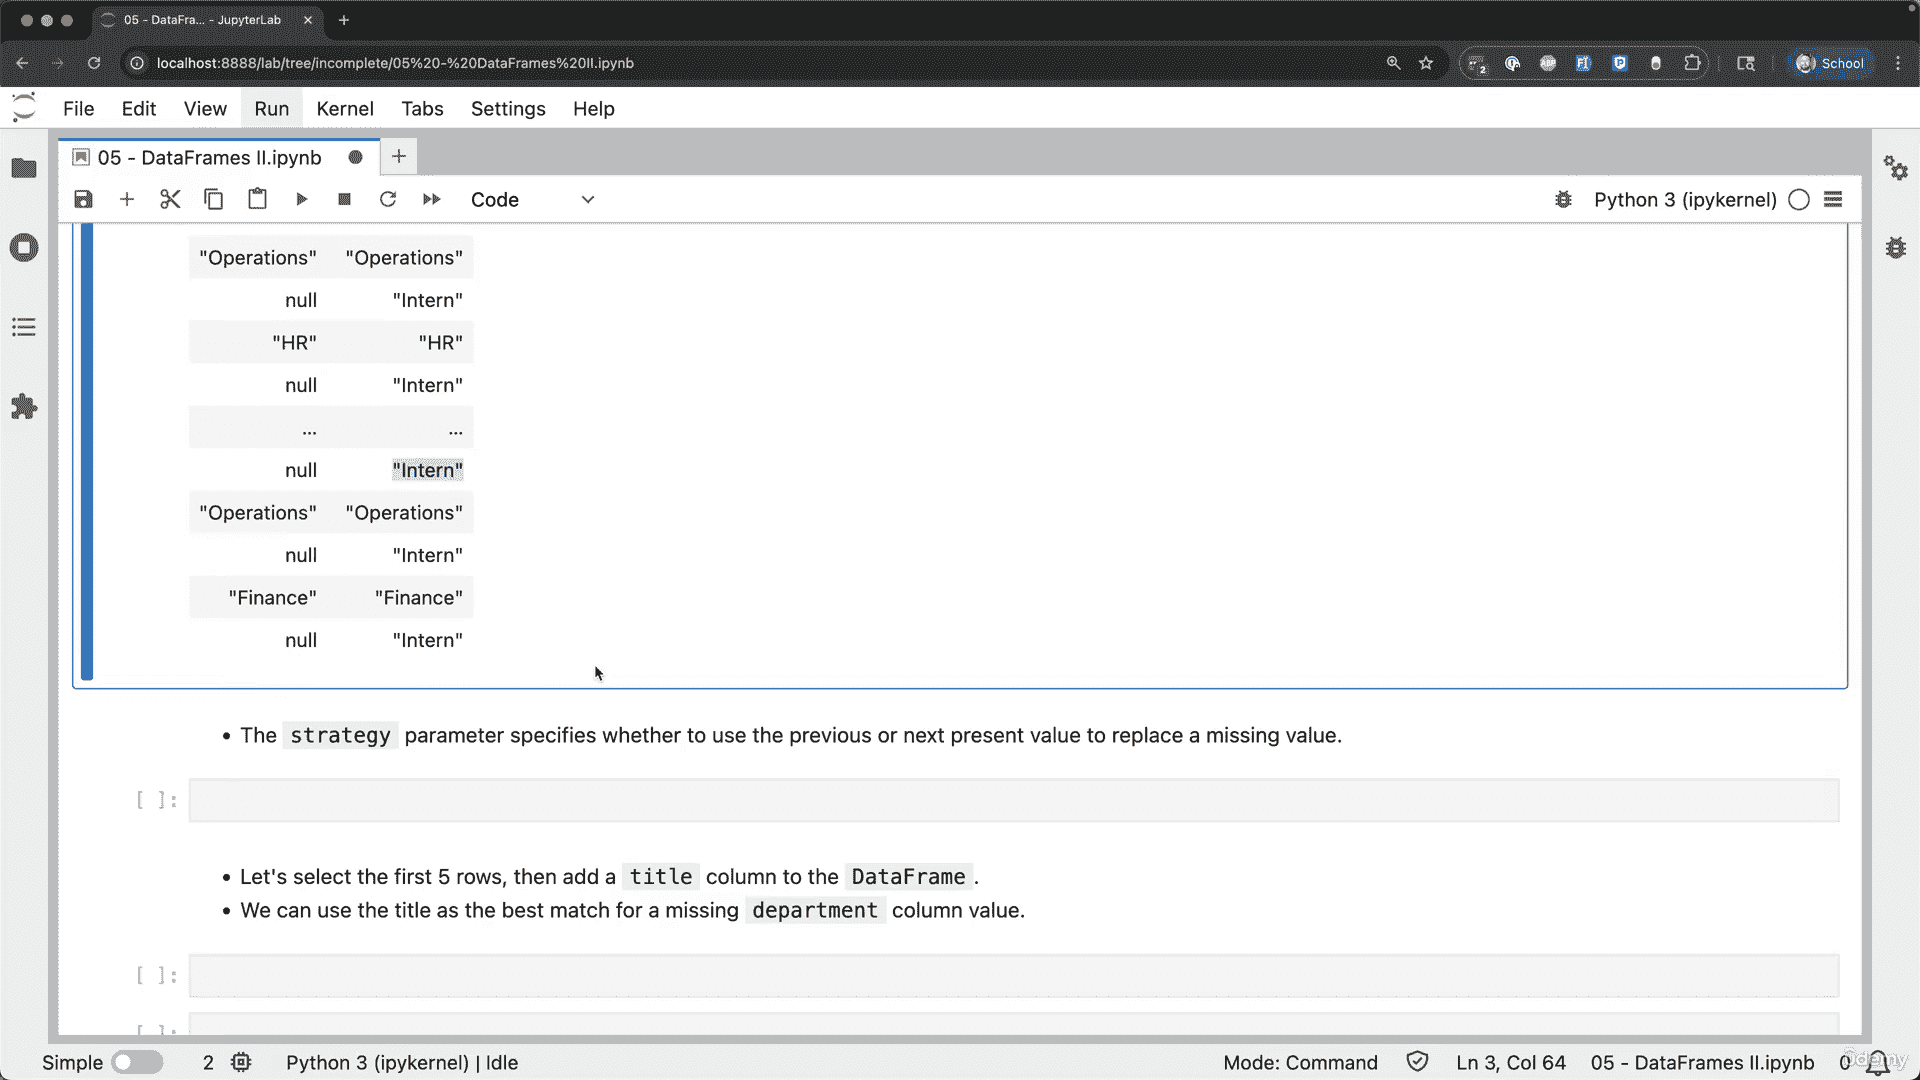 05 - DataFra... - JupyterLab
localhost:8888/lab/tree/incomplete/05%20-%20DataFrames%20II.ipynb
2
ABP
School
File Edit View Run Kernel Tabs Settings Help
05 - DataFrames II.ipynb
Code
Python 3 (ipykernel)
"Operations" "Operations"
null "Intern"
"HR" "HR"
null "Intern"
... ...
null "Intern"
"Operations" "Operations"
null "Intern"
"Finance" "Finance"
null "Intern"
• The strategy parameter specifies whether to use the previous or next present value to replace a missing value.
[ ]:
• Let's select the first 5 rows, then add a title column to the DataFrame.
• We can use the title as the best match for a missing department column value.
[ ]:
[ ]:
Simple 2 Python 3 (ipykernel) | Idle Mode: Command Ln 3, Col 64 05 - DataFrames II.ipynb 0
Udemy